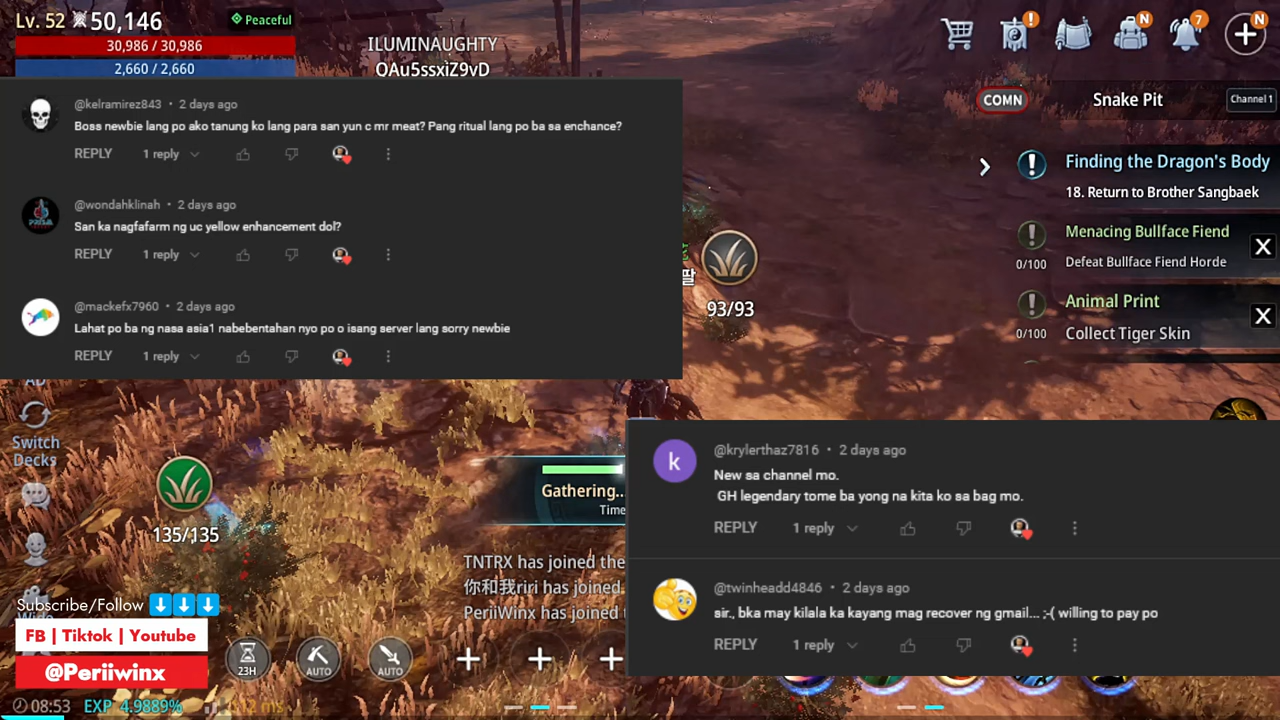 Lv. 52 50,146 Peaceful
30,986 / 30,986
2,660 / 2,660
ILUMINAUGHTY
OAu5ssxiZ9vD
N
7
N
COMN Snake Pit Channel 1
Finding the Dragon's Body
18. Return to Brother Sangbaek
Menacing Bullface Fiend
0/100 Defeat Bullface Fiend Horde
Animal Print
0/100 Collect Tiger Skin
@kelramirez843 • 2 days ago
Boss newbie lang po ako tanung ko lang para san yun c mr meat? Pang ritual lang po ba sa enchance?
REPLY 1 reply
@wondahklinah • 2 days ago
San ka nagfafarm ng uc yellow enhancement dol?
REPLY 1 reply
@mackefx7960 • 2 days ago
Lahat po ba ng nasa asia1 nabebentahan nyo po o isang server lang sorry newbie
REPLY 1 reply
딸
93/93
Switch
Decks
135/135
Gathering..
Time
TNTRX has joined the
你和我riri has joined
PeriiWinx has joined
k
@krylerthaz7816 • 2 days ago
New sa channel mo.
GH legendary tome ba yong na kita ko sa bag mo.
REPLY 1 reply
@twinheadd4846 • 2 days ago
sir., bka may kilala ka kayang mag recover ng gmail... ;-( willing to pay po
REPLY 1 reply
Subscribe/Follow
FB | Tiktok | Youtube
@Periiwinx
23H
AUTO
AUTO
08:53 EXP 4.9889%